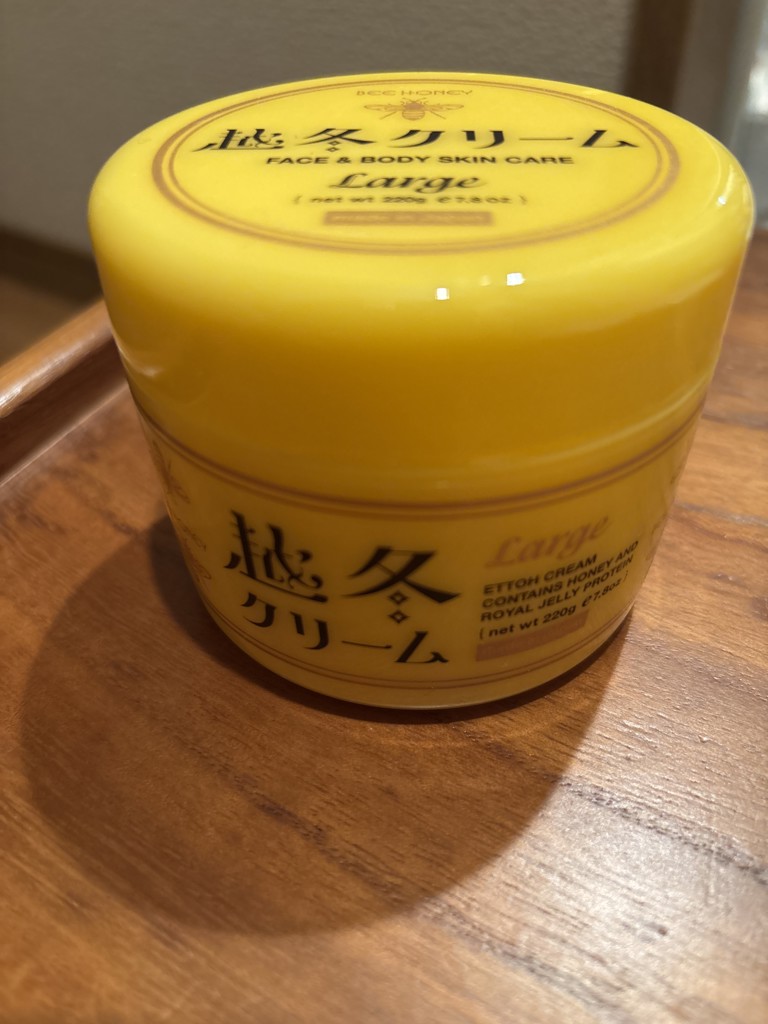 BEE HONEY
越冬クリーム
FACE & BODY SKIN CARE
Large
( net wt 220g ℮7.8oz )
越冬
クリーム
Large
ETTOH CREAM
CONTAINS HONEY AND
ROYAL JELLY PROTEIN
( net wt 220g ℮7.8oz )